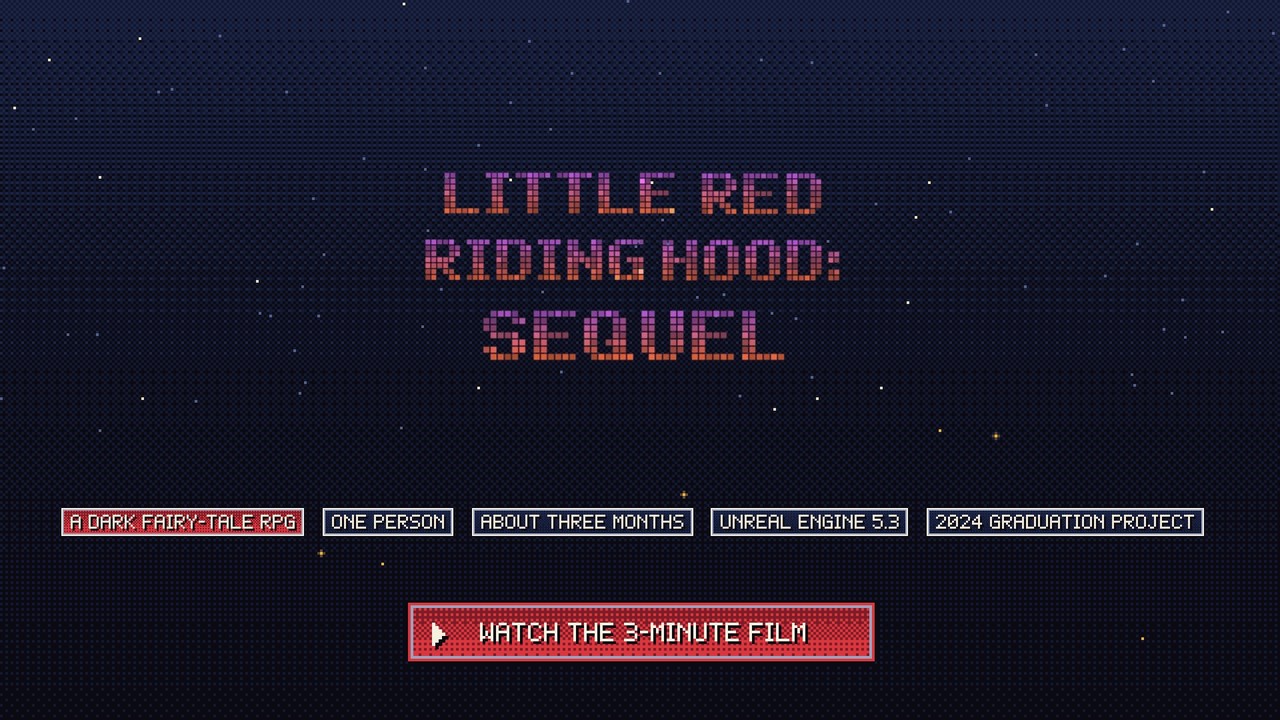 LITTLE RED
RIDING HOOD:
SEQUEL
A DARK FAIRY-TALE RPG
ONE PERSON
ABOUT THREE MONTHS
UNREAL ENGINE 5.3
2024 GRADUATION PROJECT
WATCH THE 3-MINUTE FILM